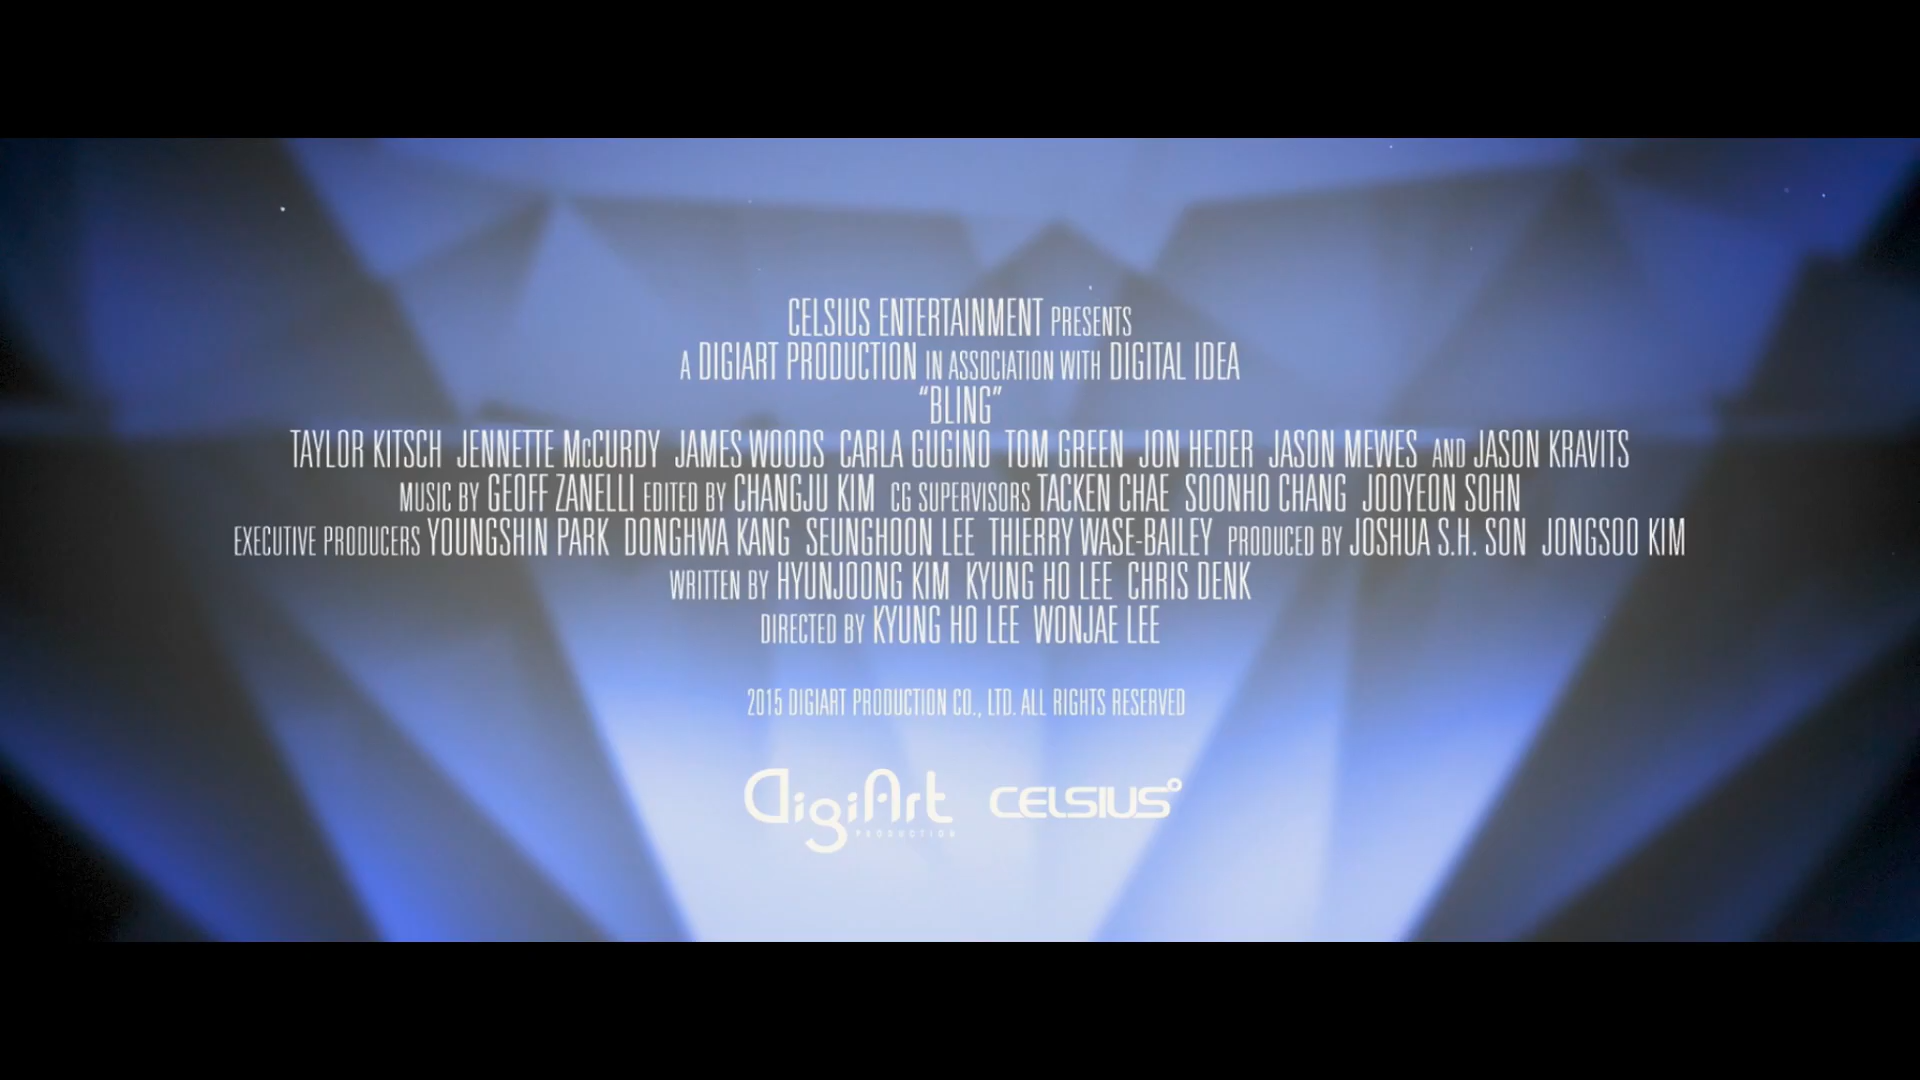 CELSIUS ENTERTAINMENT PRESENTS
A DIGIART PRODUCTION IN ASSOCIATION WITH DIGITAL IDEA
“BLING”
TAYLOR KITSCH JENNETTE McCURDY JAMES WOODS CARLA GUGINO TOM GREEN JON HEDER JASON MEWES AND JASON KRAVITS
MUSIC BY GEOFF ZANELLI EDITED BY CHANGJU KIM CG SUPERVISORS TACKEN CHAE SOONHO CHANG JOOYEON SOHN
EXECUTIVE PRODUCERS YOUNGSHIN PARK DONGHWA KANG SEUNGHOON LEE THIERRY WASE-BAILEY PRODUCED BY JOSHUA S.H. SON JONGSOO KIM
WRITTEN BY HYUNJOONG KIM KYUNG HO LEE CHRIS DENK
DIRECTED BY KYUNG HO LEE WONJAE LEE
2015 DIGIART PRODUCTION CO., LTD. ALL RIGHTS RESERVED
DigiArt CELSIUS°
PRODUCTION